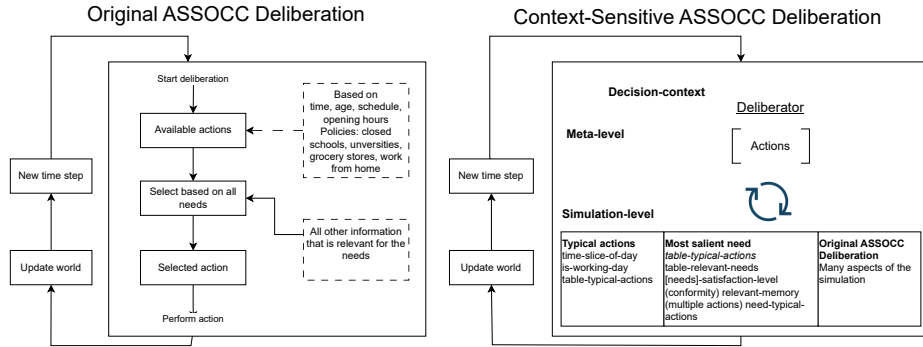 Original ASSOCC Deliberation
Start deliberation
Available actions
Based on
time, age, schedule,
opening hours
Policies: closed
schools, unversities,
grocery stores, work
from home
New time step
Select based on all
needs
All other information
that is relevant for the
needs
Update world
Selected action
Perform action
Context-Sensitive ASSOCC Deliberation
Decision-context
Deliberator
Meta-level
Actions
New time step
Simulation-level
Update world
Typical actions
time-slice-of-day
is-working-day
table-typical-actions
Most salient need
table-typical-actions
table-relevant-needs
[needs]-satisfaction-level
(conformity) relevant-memory
(multiple actions) need-typical-
actions
Original ASSOCC
Deliberation
Many aspects of the
simulation